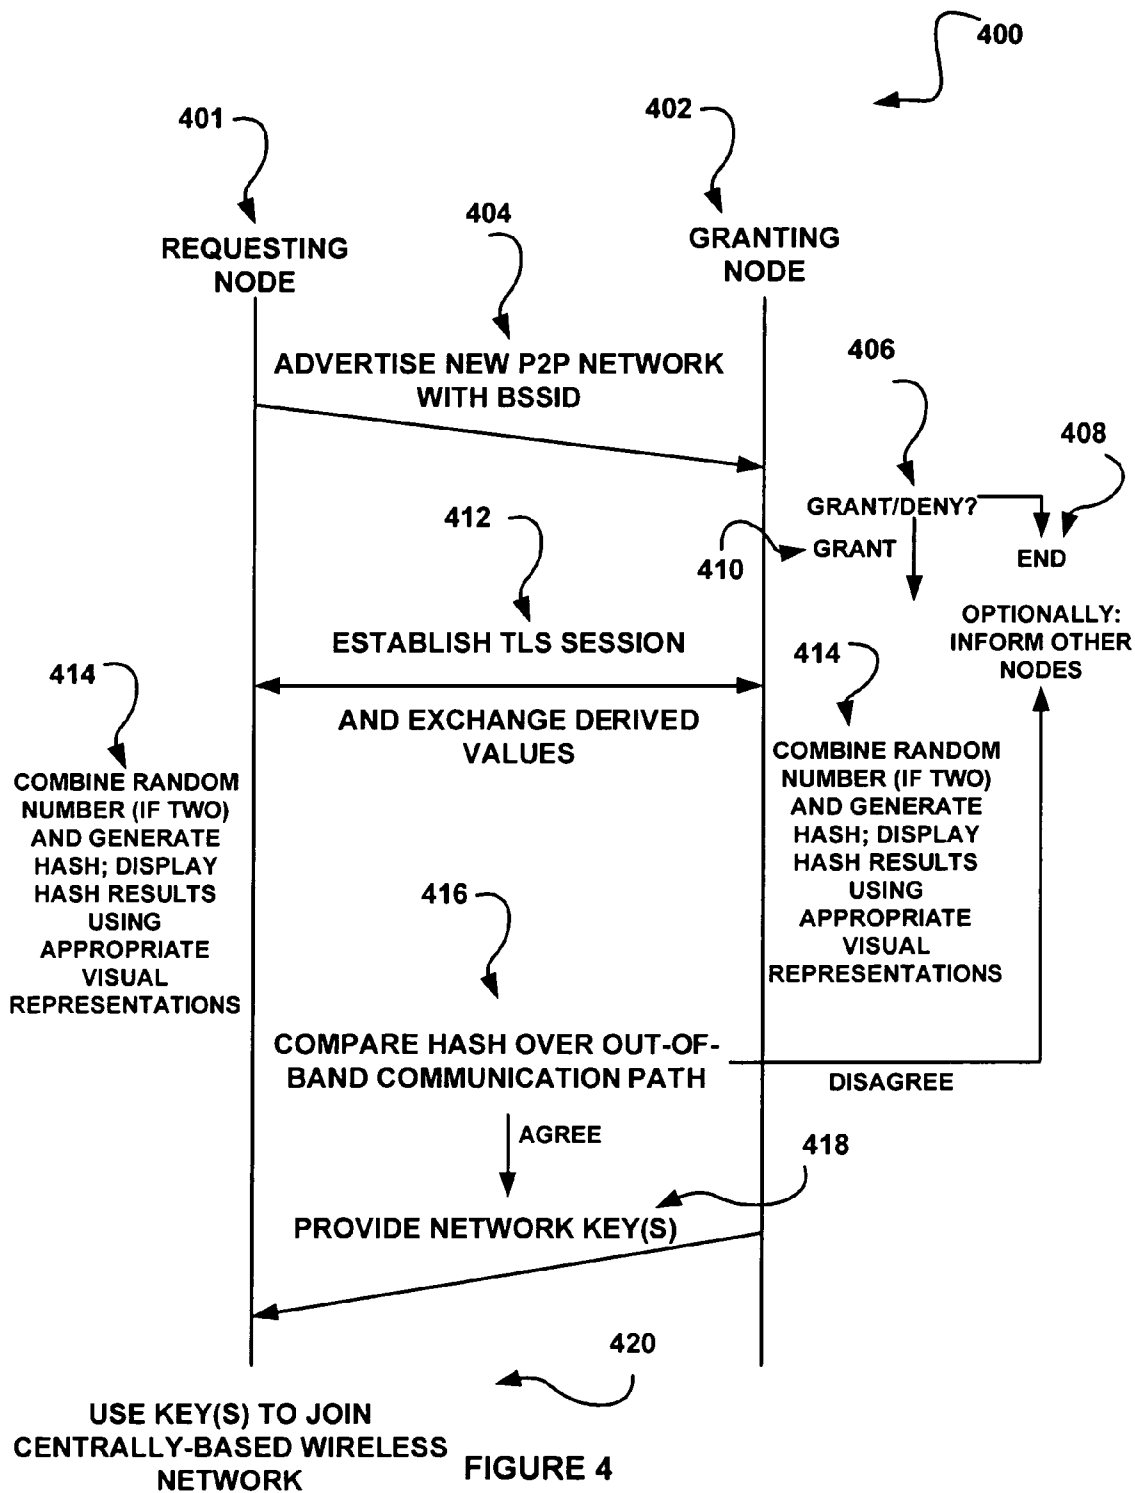 400
401
402
404
REQUESTING
NODE
GRANTING
NODE
ADVERTISE NEW P2P NETWORK
WITH BSSID
406
408
GRANT/DENY?
412
410
GRANT
END
OPTIONALLY:
INFORM OTHER
NODES
ESTABLISH TLS SESSION
414
414
AND EXCHANGE DERIVED
VALUES
COMBINE RANDOM
NUMBER (IF TWO)
AND GENERATE
HASH; DISPLAY
HASH RESULTS
USING
APPROPRIATE
VISUAL
REPRESENTATIONS
COMBINE RANDOM
NUMBER (IF TWO)
AND GENERATE
HASH; DISPLAY
HASH RESULTS
USING
APPROPRIATE
VISUAL
REPRESENTATIONS
416
COMPARE HASH OVER OUT-OF-
BAND COMMUNICATION PATH
DISAGREE
AGREE
418
PROVIDE NETWORK KEY(S)
420
USE KEY(S) TO JOIN
CENTRALLY-BASED WIRELESS
NETWORK
FIGURE 4